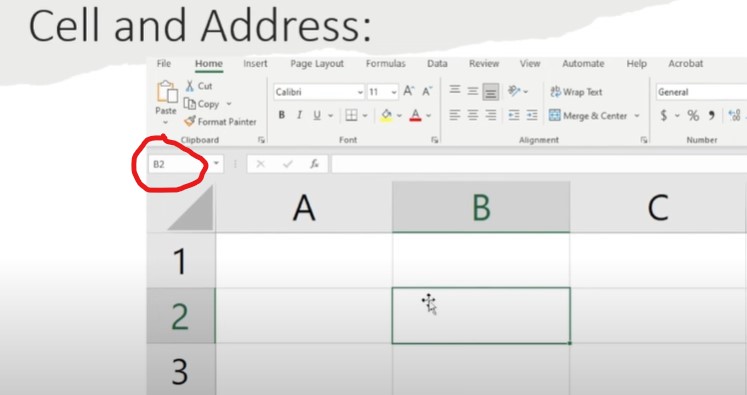 Cell and Address:
File Home Insert Page Layout Formulas Data Review View Automate Help Acrobat
Cut
Copy
Paste
Format Painter
Calibri 11 A A
B I U A
Wrap Text
Merge & Center
General
$ % 9
Clipboard Font Alignment Number
B2 fx
A B C
1
2
3